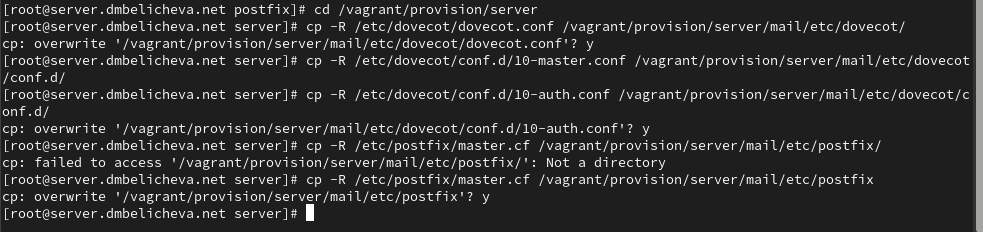 [root@server.dmbelicheva.net postfix]# cd /vagrant/provision/server
[root@server.dmbelicheva.net server]# cp -R /etc/dovecot/dovecot.conf /vagrant/provision/server/mail/etc/dovecot/
cp: overwrite '/vagrant/provision/server/mail/etc/dovecot/dovecot.conf'? y
[root@server.dmbelicheva.net server]# cp -R /etc/dovecot/conf.d/10-master.conf /vagrant/provision/server/mail/etc/dovecot
/conf.d/
[root@server.dmbelicheva.net server]# cp -R /etc/dovecot/conf.d/10-auth.conf /vagrant/provision/server/mail/etc/dovecot/c
onf.d/
cp: overwrite '/vagrant/provision/server/mail/etc/dovecot/conf.d/10-auth.conf'? y
[root@server.dmbelicheva.net server]# cp -R /etc/postfix/master.cf /vagrant/provision/server/mail/etc/postfix/
cp: failed to access '/vagrant/provision/server/mail/etc/postfix/': Not a directory
[root@server.dmbelicheva.net server]# cp -R /etc/postfix/master.cf /vagrant/provision/server/mail/etc/postfix
cp: overwrite '/vagrant/provision/server/mail/etc/postfix'? y
[root@server.dmbelicheva.net server]#